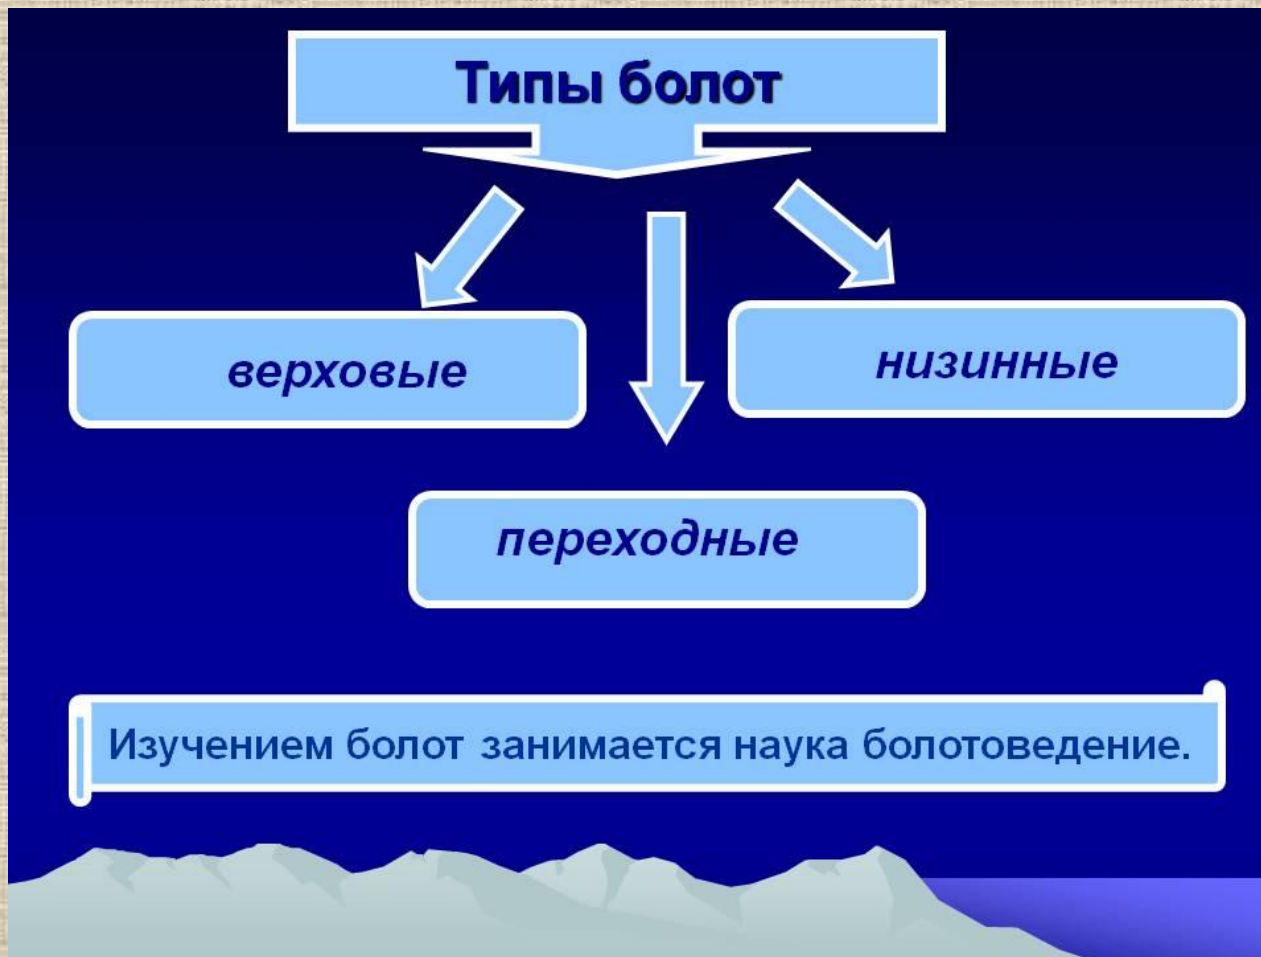 Типы болот
верховые
низинные
переходные
Изучением болот занимается наука болотоведение.